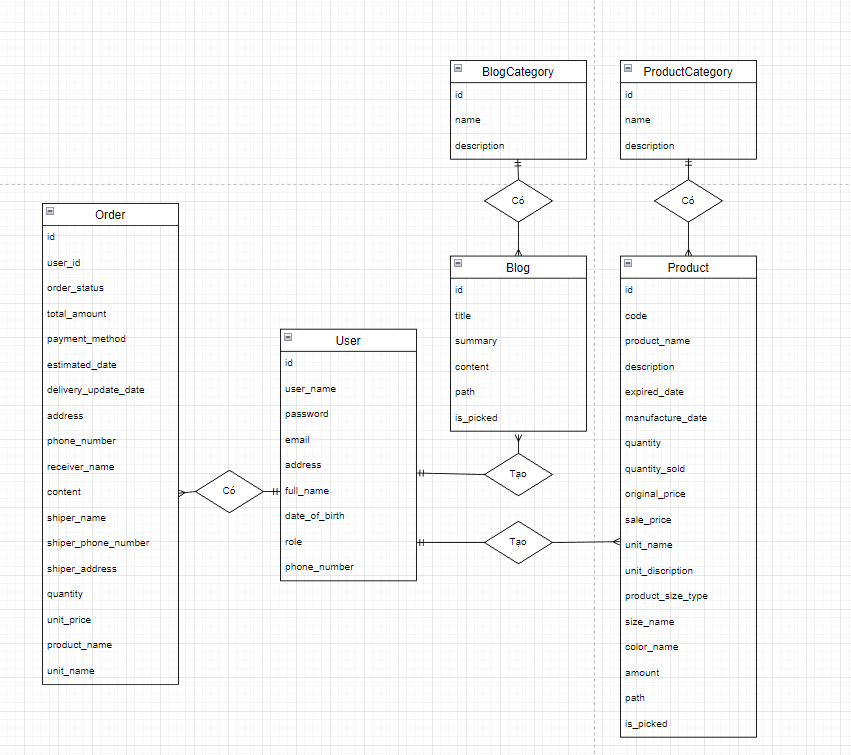 BlogCategory
id
name
description
ProductCategory
id
name
description
Có
Có
Order
id
user_id
order_status
total_amount
payment_method
estimated_date
delivery_update_date
address
phone_number
receiver_name
content
shiper_name
shiper_phone_number
shiper_address
quantity
unit_price
product_name
unit_name
Có
User
id
user_name
password
email
address
full_name
date_of_birth
role
phone_number
Blog
id
title
summary
content
path
is_picked
Tạo
Tạo
Product
id
code
product_name
description
expired_date
manufacture_date
quantity
quantity_sold
original_price
sale_price
unit_name
unit_discription
product_size_type
size_name
color_name
amount
path
is_picked